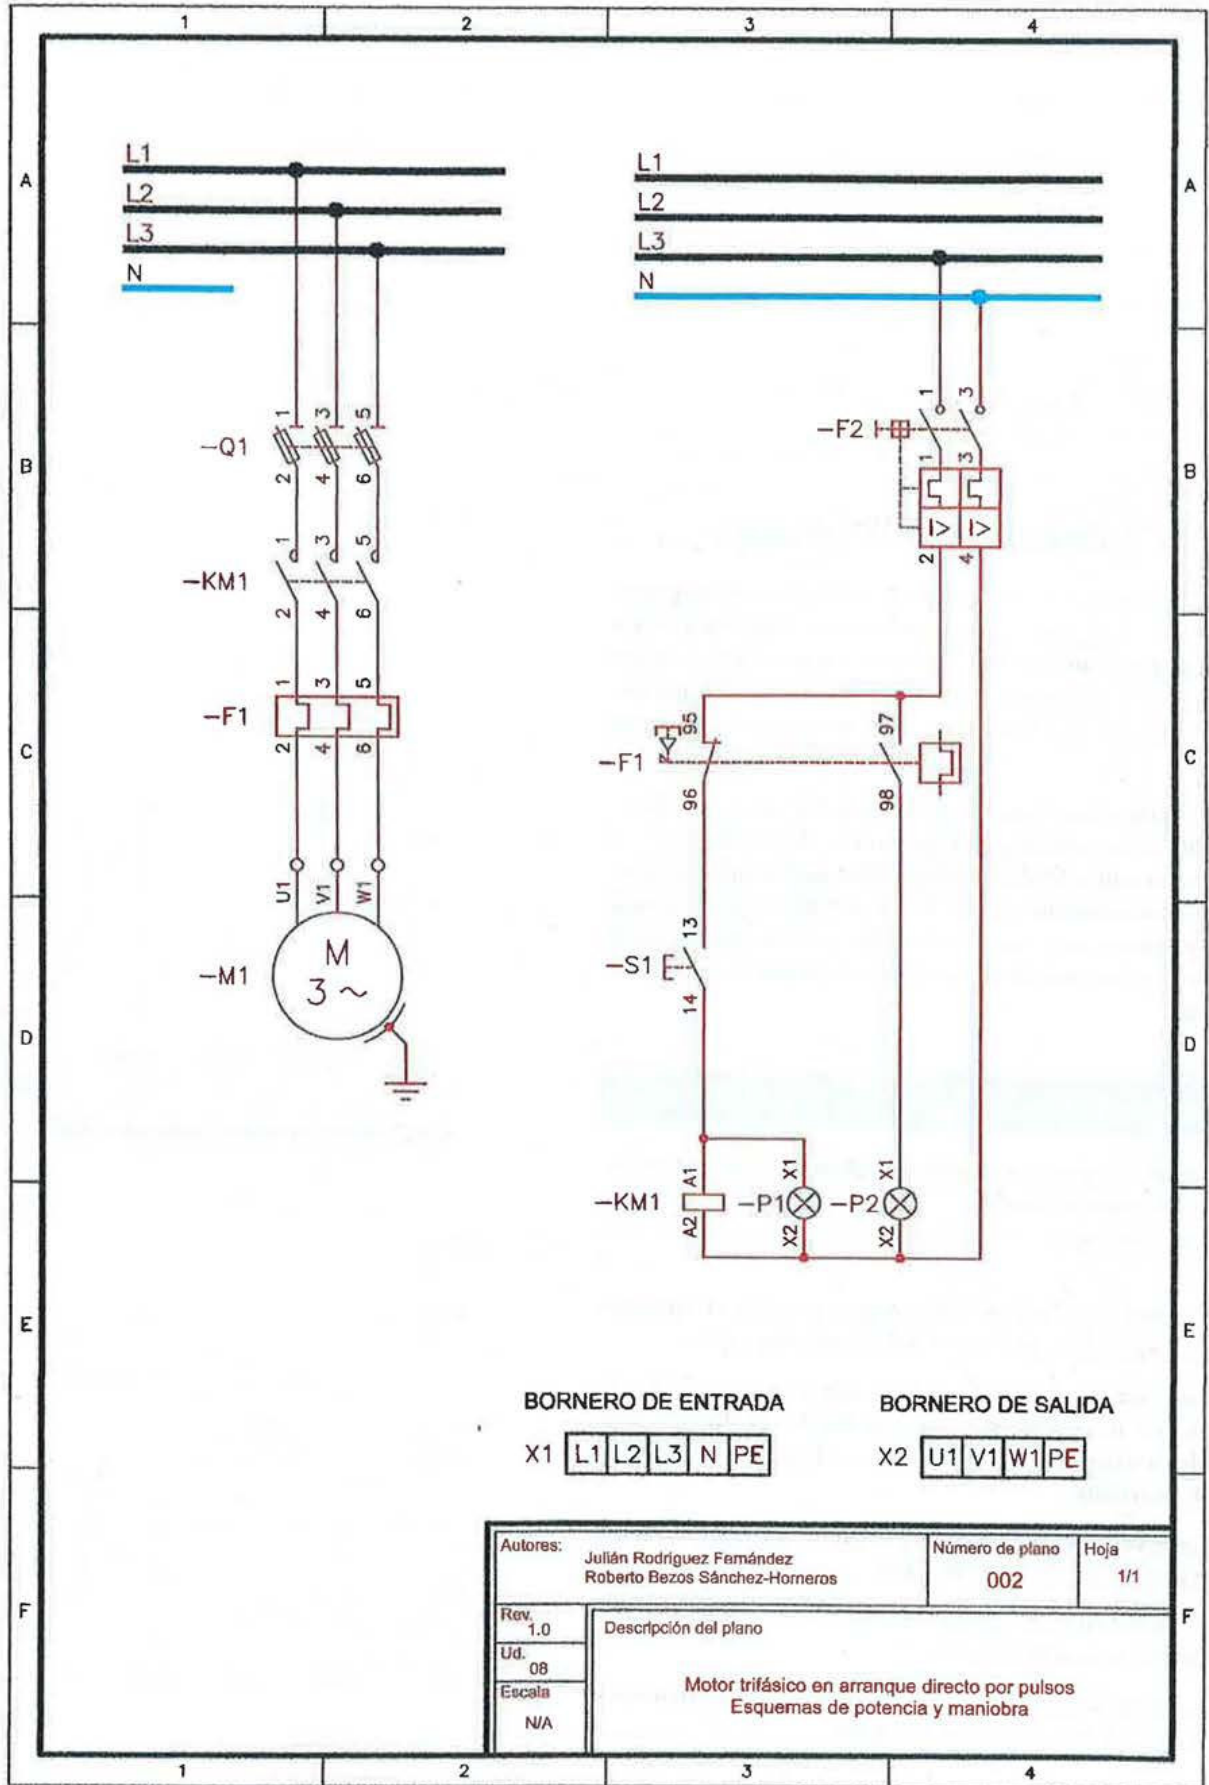 1 2 3 4
A A
L1 L1
L2 L2
L3 L3
N N
1 3 5
-Q1
2 4 6
B B
1 3
-F2
1 3
I> I>
2 4
1 3 5
-KM1
2 4 6
1 3 5
-F1
2 4 6
C C
95 97
-F1
96 98
U1 V1 W1
-M1
M
3 ~
13
-S1
14
D D
A1 X1 X1
-KM1 -P1 -P2
A2 X2 X2
E E
BORNERO DE ENTRADA
X1 L1 L2 L3 N PE
BORNERO DE SALIDA
X2 U1 V1 W1 PE
F F
Autores:
Julián Rodríguez Fernández
Roberto Bezos Sánchez-Horneros
Número de plano
002
Hoja
1/1
Rev.
1.0
Ud.
08
Escala
N/A
Descripción del plano
Motor trifásico en arranque directo por pulsos
Esquemas de potencia y maniobra
1 2 3 4